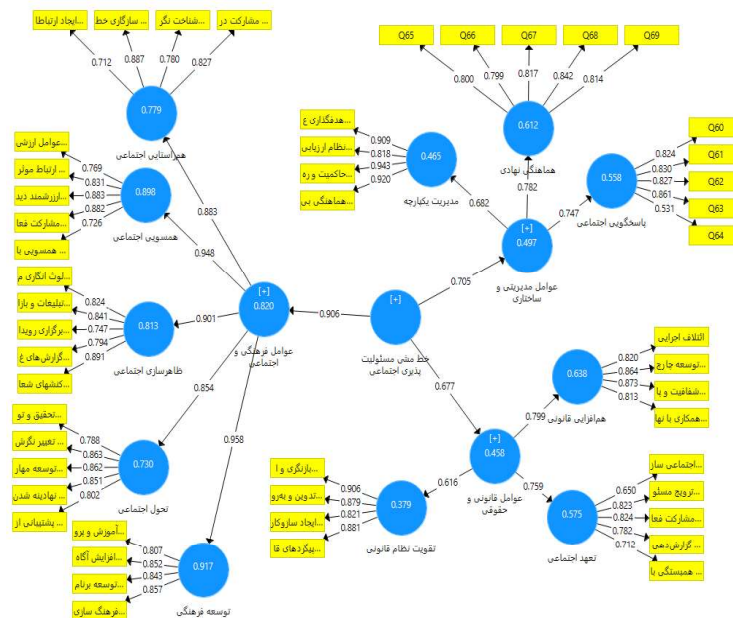 ایجاد ارتباطا...
سازگاری خط ...
شناخت نگر...
مشارکت در ...
0.712
0.887
0.780
0.827
0.779
هم‌راستایی اجتماعی
Q65
Q66
Q67
Q68
Q69
0.800
0.799
0.817
0.842
0.814
0.612
هماهنگی نهادی
هدفگذاری ع...
نظام ارزیابی...
حاکمیت و ره...
هماهنگی بی...
0.909
0.818
0.943
0.920
0.465
مدیریت یکپارچه
Q60
Q61
Q62
Q63
Q64
0.824
0.830
0.827
0.861
0.531
0.558
پاسخگویی اجتماعی
0.682
0.782
0.747
[+]
0.497
عوامل مدیریتی و
ساختاری
عوامل ارزشی...
ارتباط موثر ...
ارزشمند دید...
مشارکت فعا...
همسویی با ...
0.769
0.831
0.883
0.882
0.726
0.898
همسویی اجتماعی
لوث انگاری م...
تبلیغات و بازا...
برگزاری رویدا...
گزارش‌های غ...
کنشهای شعا...
0.824
0.841
0.747
0.794
0.891
0.813
ظاهرسازی اجتماعی
0.883
0.948
0.901
0.854
0.958
[+]
0.820
عوامل فرهنگی و
اجتماعی
0.906
0.705
0.677
[+]
خط مشی مسئولیت
پذیری اجتماعی
تحقیق و تو...
تغییر نگرش ...
توسعه مهار...
نهادینه شدن ...
پشتیبانی از ...
0.788
0.863
0.862
0.851
0.802
0.730
تحول اجتماعی
آموزش و پرو...
افزایش آگاه...
توسعه برنام...
فرهنگ سازی...
0.807
0.852
0.843
0.857
0.917
توسعه فرهنگی
ائتلاف اجرایی
توسعه چارچ...
شفافیت و پا...
همکاری با نها...
0.820
0.864
0.873
0.813
0.638
هم‌افزایی قانونی
0.799
0.616
0.759
[+]
0.458
عوامل قانونی و
حقوقی
بازنگری و ا...
تدوین و به‌رو...
ایجاد سازوکار...
پیگردهای قا...
0.906
0.879
0.821
0.881
0.379
تقویت نظام قانونی
اجتماعی ساز...
ترویج مسئو...
مشارکت فعا...
گزارش‌دهی ...
همبستگی با ...
0.650
0.823
0.824
0.782
0.712
0.575
تعهد اجتماعی